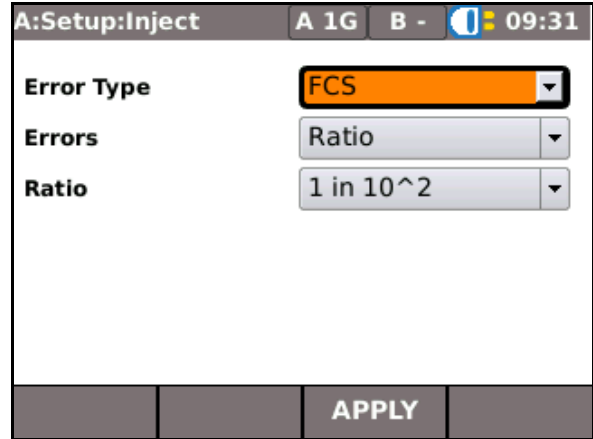 A:Setup:Inject A 1G B - 09:31
Error Type FCS
Errors Ratio
Ratio 1 in 10^2
APPLY